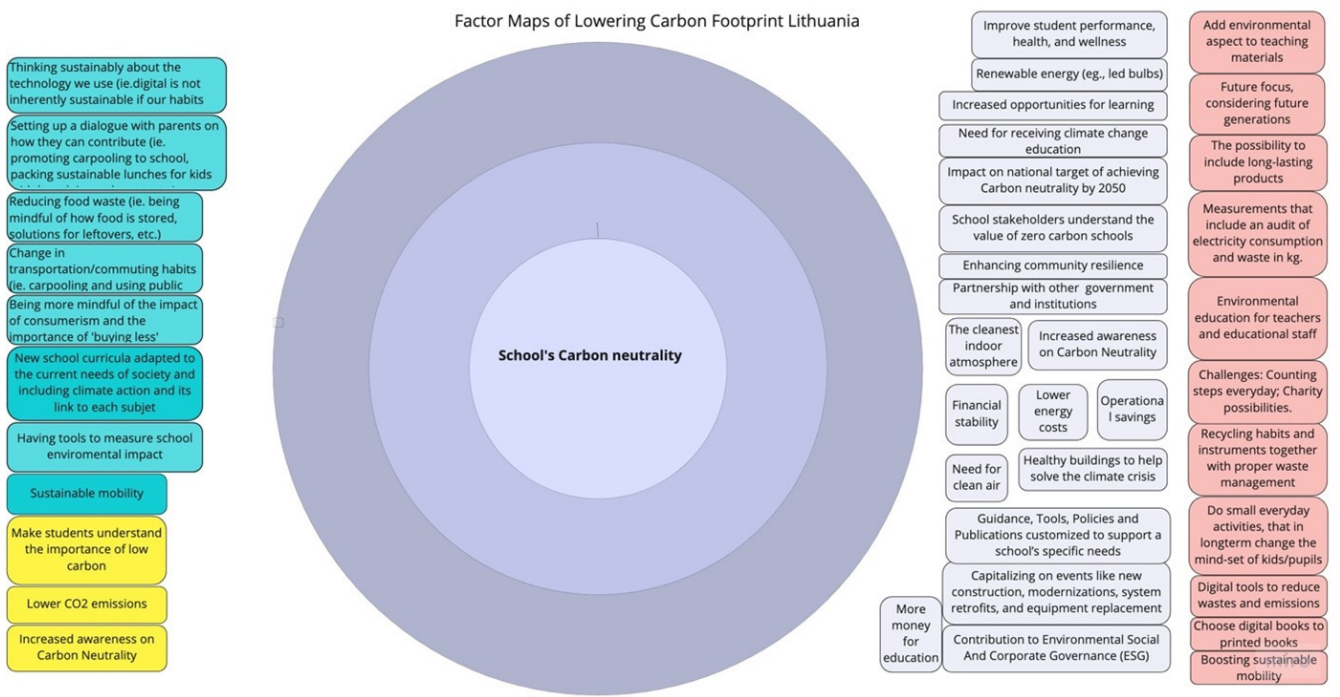 Factor Maps of Lowering Carbon Footprint Lithuania
Thinking sustainably about the
technology we use (ie.digital is not
inherently sustainable if our habits
Setting up a dialogue with parents on
how they can contribute (ie.
promoting carpooling to school,
packing sustainable lunches for kids
Reducing food waste (ie. being
mindful of how food is stored,
solutions for leftovers, etc.)
Change in
transportation/commuting habits
(ie. carpooling and using public
Being more mindful of the impact
of consumerism and the
importance of 'buying less'
New school curricula adapted to
the current needs of society and
including climate action and its
link to each subjet
Having tools to measure school
enviromental impact
Sustainable mobility
Make students understand
the importance of low
carbon
Lower CO2 emissions
Increased awareness on
Carbon Neutrality
School's Carbon neutrality
Improve student performance,
health, and wellness
Renewable energy (eg., led bulbs)
Increased opportunities for learning
Need for receiving climate change
education
Impact on national target of achieving
Carbon neutrality by 2050
School stakeholders understand the
value of zero carbon schools
Enhancing community resilience
Partnership with other government
and institutions
The cleanest
indoor
atmosphere
Increased awareness
on Carbon Neutrality
Financial
stability
Lower
energy
costs
Operationa
l savings
Need for
clean air
Healthy buildings to help
solve the climate crisis
Guidance, Tools, Policies and
Publications customized to support a
school's specific needs
Capitalizing on events like new
construction, modernizations, system
retrofits, and equipment replacement
More
money
for
education
Contribution to Environmental Social
And Corporate Governance (ESG)
Add environmental
aspect to teaching
materials
Future focus,
considering future
generations
The possibility to
include long-lasting
products
Measurements that
include an audit of
electricity consumption
and waste in kg.
Environmental
education for teachers
and educational staff
Challenges: Counting
steps everyday; Charity
possibilities.
Recycling habits and
instruments together
with proper waste
management
Do small everyday
activities, that in
longterm change the
mind-set of kids/pupils
Digital tools to reduce
wastes and emissions
Choose digital books to
printed books
Boosting sustainable
mobility
miro